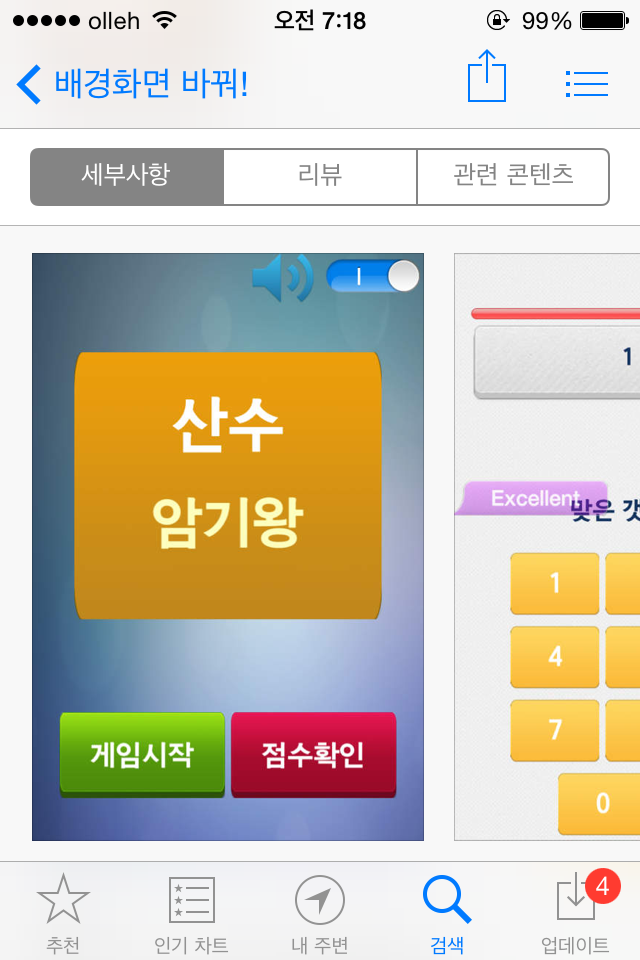 olleh 오전 7:18 99%
배경화면 바꿔!
세부사항 리뷰 관련 콘텐츠
산수
암기왕
게임시작 점수확인
1
Excellent
맞은 갯
1
4
7
0
추천 인기 차트 내 주변 검색 업데이트 4